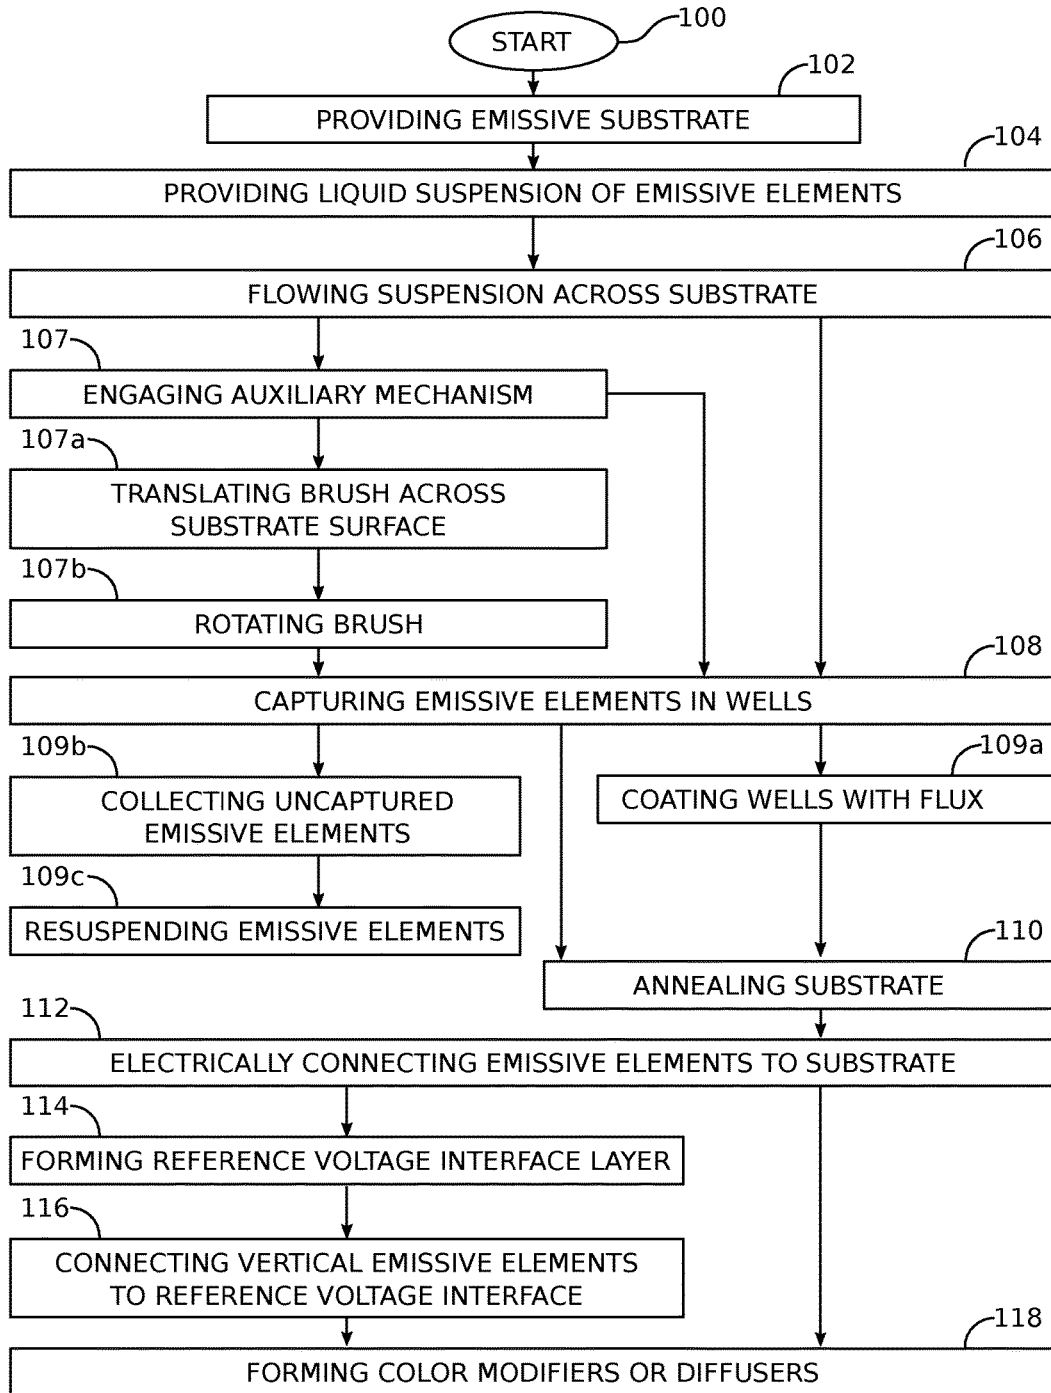 100
START
102
PROVIDING EMISSIVE SUBSTRATE
104
PROVIDING LIQUID SUSPENSION OF EMISSIVE ELEMENTS
106
FLOWING SUSPENSION ACROSS SUBSTRATE
107
ENGAGING AUXILIARY MECHANISM
107a
TRANSLATING BRUSH ACROSS
SUBSTRATE SURFACE
107b
ROTATING BRUSH
108
CAPTURING EMISSIVE ELEMENTS IN WELLS
109b
COLLECTING UNCAPTURED
EMISSIVE ELEMENTS
109a
COATING WELLS WITH FLUX
109c
RESUSPENDING EMISSIVE ELEMENTS
110
ANNEALING SUBSTRATE
112
ELECTRICALLY CONNECTING EMISSIVE ELEMENTS TO SUBSTRATE
114
FORMING REFERENCE VOLTAGE INTERFACE LAYER
116
CONNECTING VERTICAL EMISSIVE ELEMENTS
TO REFERENCE VOLTAGE INTERFACE
118
FORMING COLOR MODIFIERS OR DIFFUSERS